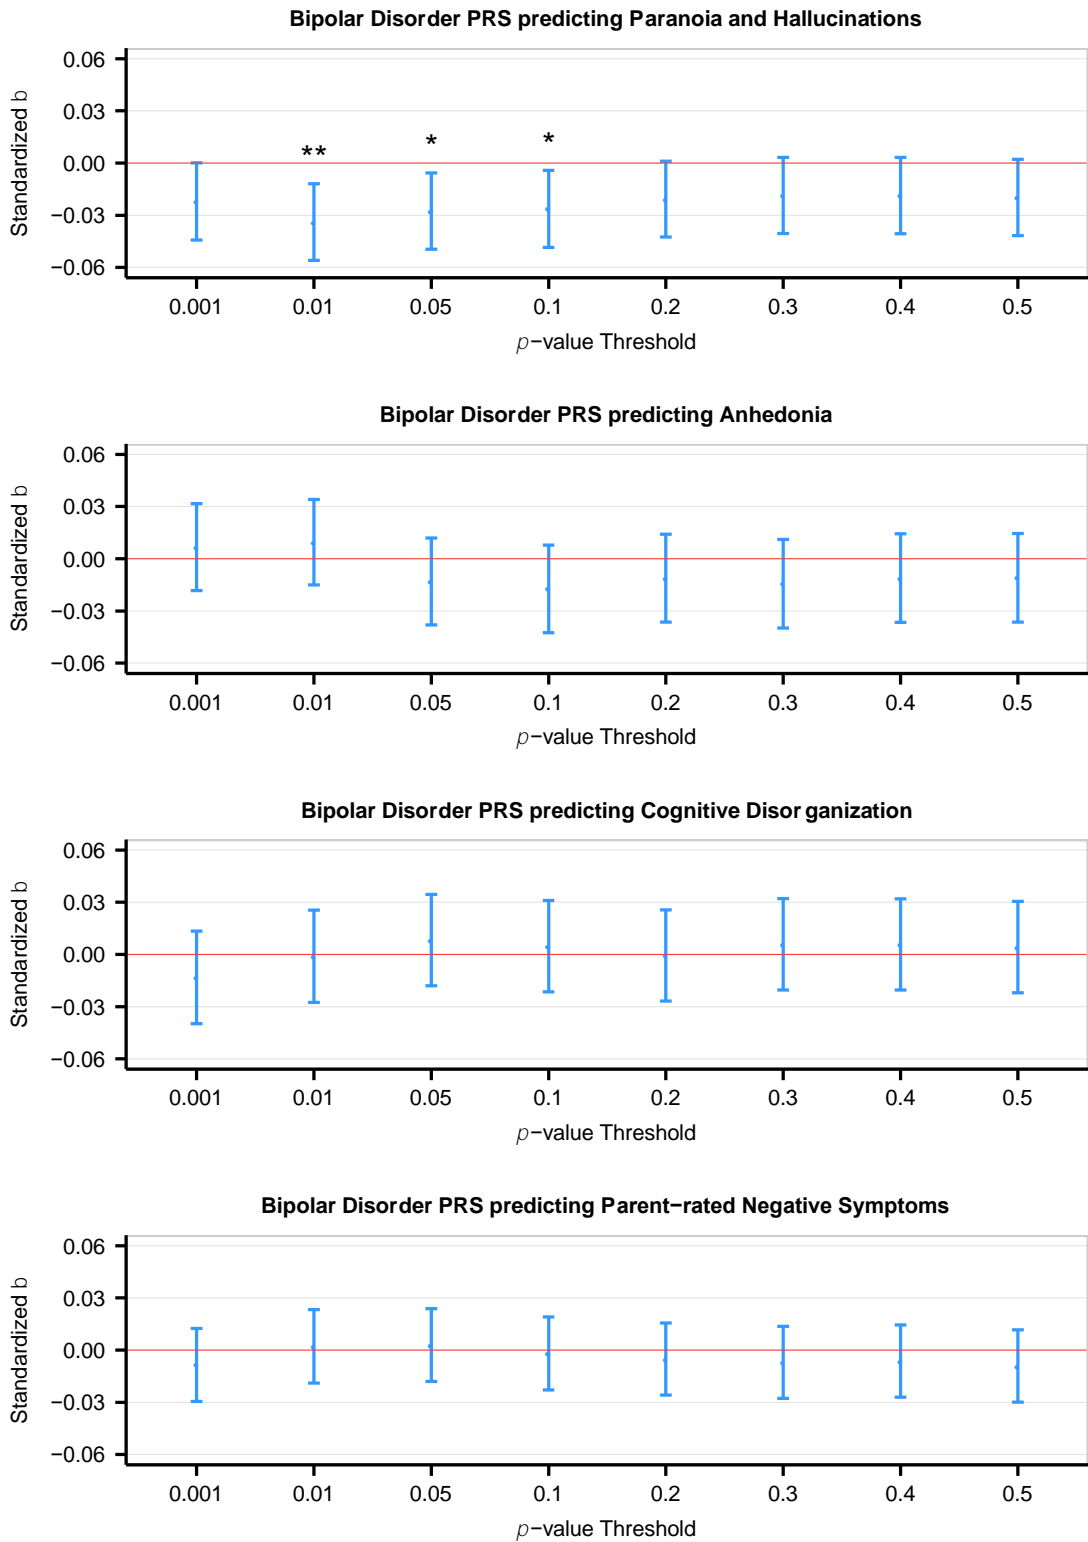 Bipolar Disorder PRS predicting Paranoia and Hallucinations
Standardized b
0.06
0.03
0.00
−0.03
−0.06
** * *
0.001 0.01 0.05 0.1 0.2 0.3 0.4 0.5
p−value Threshold
Bipolar Disorder PRS predicting Anhedonia
Standardized b
0.06
0.03
0.00
−0.03
−0.06
0.001 0.01 0.05 0.1 0.2 0.3 0.4 0.5
p−value Threshold
Bipolar Disorder PRS predicting Cognitive Disor ganization
Standardized b
0.06
0.03
0.00
−0.03
−0.06
0.001 0.01 0.05 0.1 0.2 0.3 0.4 0.5
p−value Threshold
Bipolar Disorder PRS predicting Parent−rated Negative Symptoms
Standardized b
0.06
0.03
0.00
−0.03
−0.06
0.001 0.01 0.05 0.1 0.2 0.3 0.4 0.5
p−value Threshold